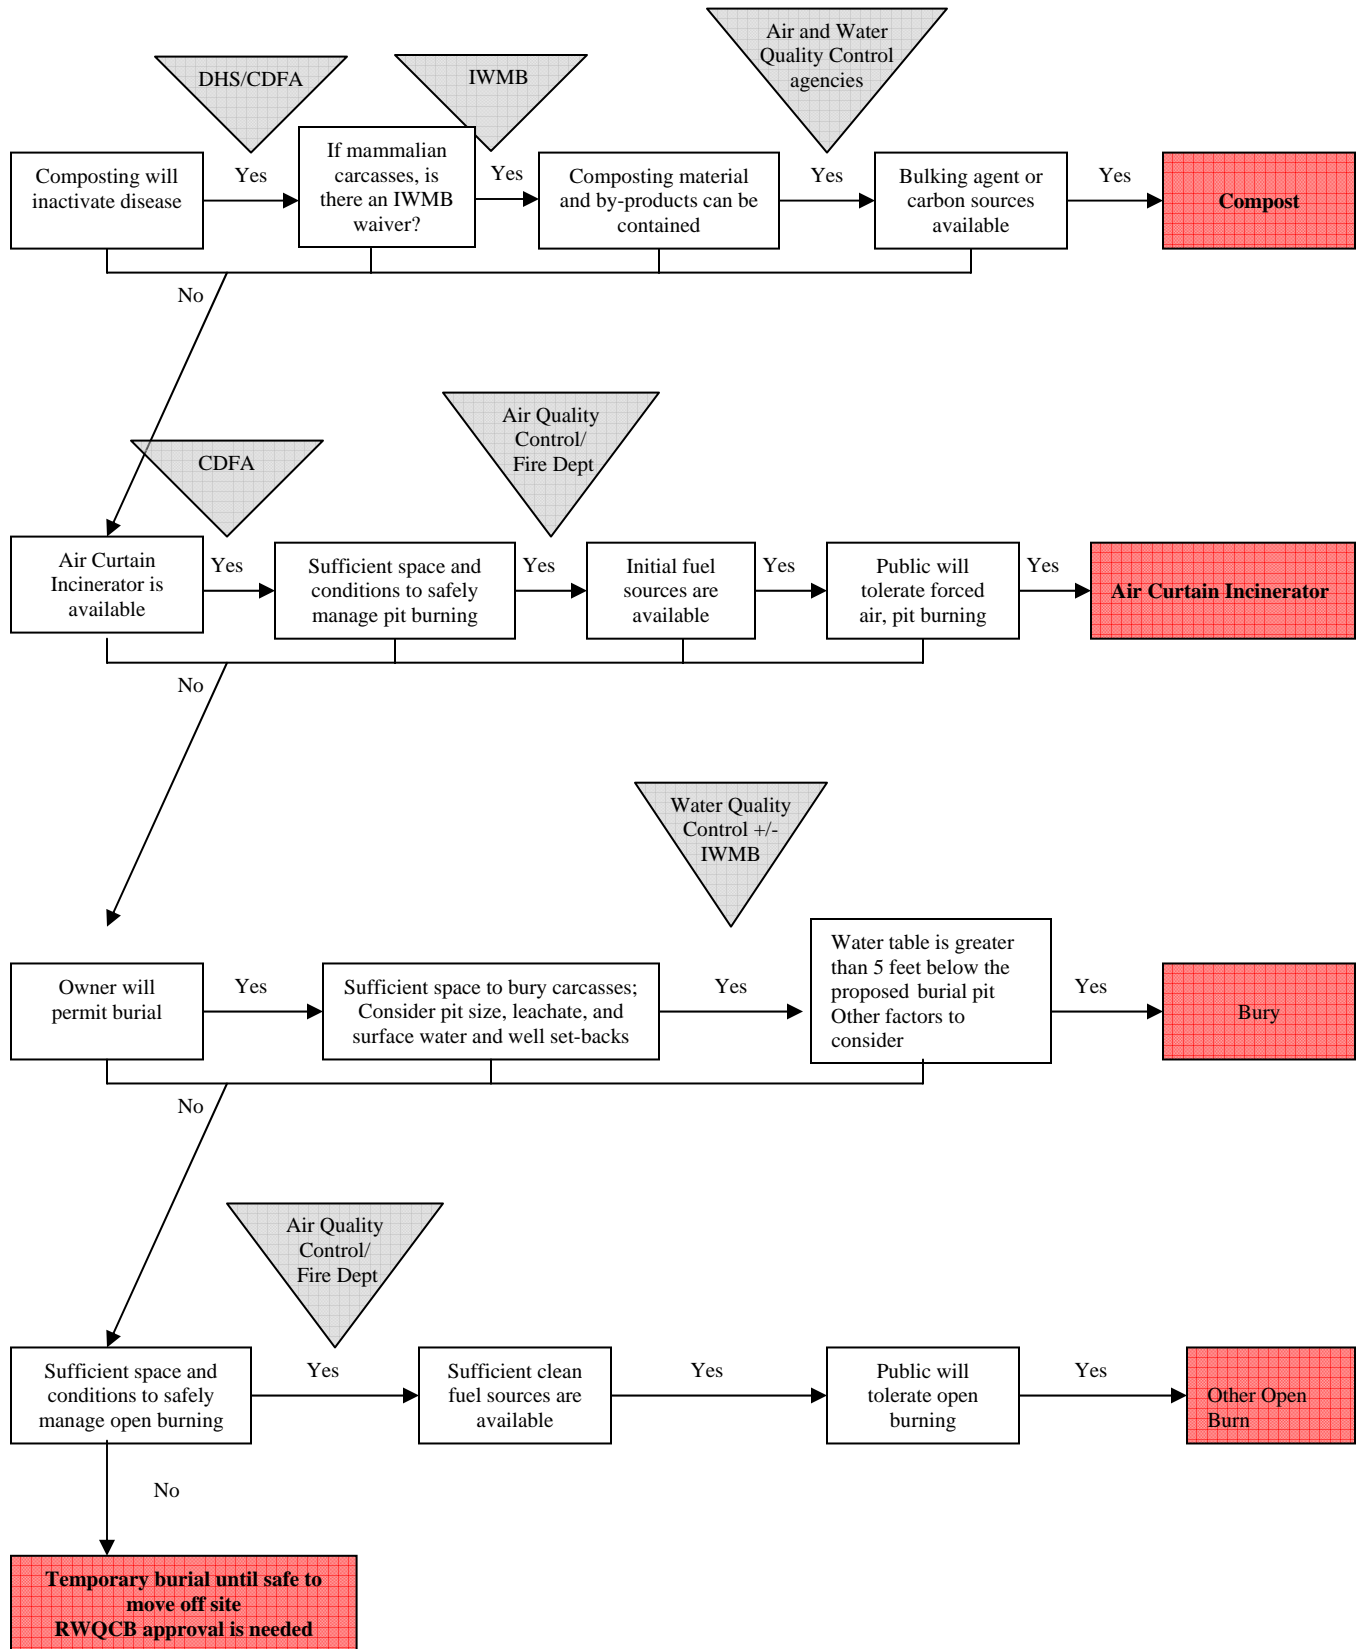 DHS/CDFA
IWMB
Air and Water
Quality Control
agencies
Composting will
inactivate disease
Yes
If mammalian
carcasses, is
there an IWMB
waiver?
Yes
Composting material
and by-products can be
contained
Yes
Bulking agent or
carbon sources
available
Yes
Compost
No
CDFA
Air Quality
Control/
Fire Dept
Air Curtain
Incinerator is
available
Yes
Sufficient space and
conditions to safely
manage pit burning
Yes
Initial fuel
sources are
available
Yes
Public will
tolerate forced
air, pit burning
Yes
Air Curtain Incinerator
No
Water Quality
Control +/-
IWMB
Owner will
permit burial
Yes
Sufficient space to bury carcasses;
Consider pit size, leachate, and
surface water and well set-backs
Yes
Water table is greater
than 5 feet below the
proposed burial pit
Other factors to
consider
Yes
Bury
No
Air Quality
Control/
Fire Dept
Sufficient space and
conditions to safely
manage open burning
Yes
Sufficient clean
fuel sources are
available
Yes
Public will
tolerate open
burning
Yes
Other Open
Burn
No
Temporary burial until safe to
move off site
RWQCB approval is needed